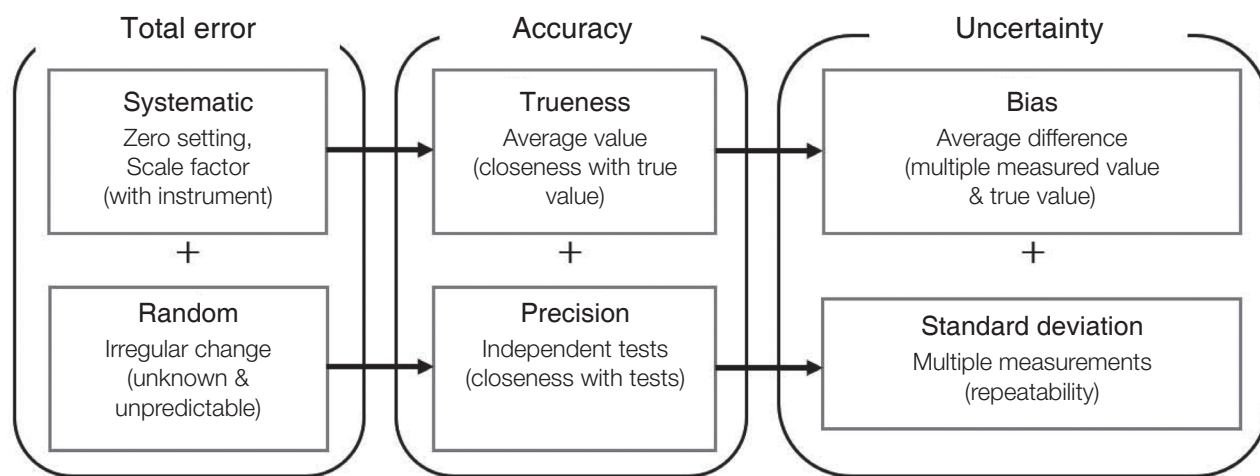 Total error
Systematic
Zero setting,
Scale factor
(with instrument)
+
Random
Irregular change
(unknown &
unpredictable)
Accuracy
Trueness
Average value
(closeness with true
value)
+
Precision
Independent tests
(closeness with tests)
Uncertainty
Bias
Average difference
(multiple measured value
& true value)
+
Standard deviation
Multiple measurements
(repeatability)